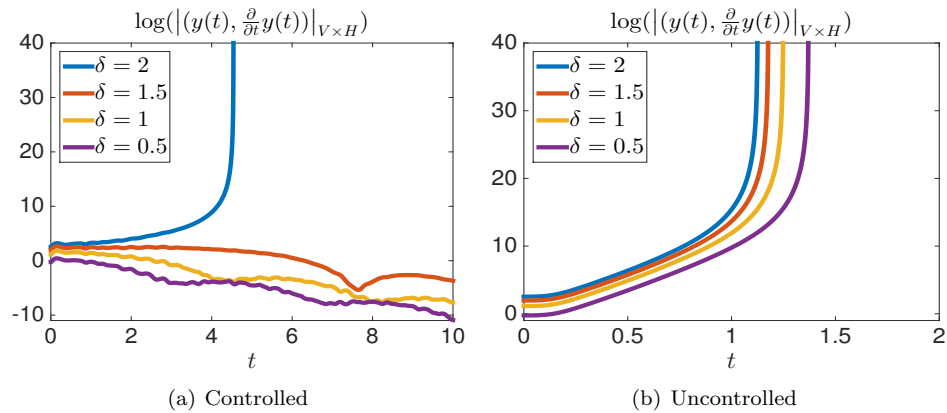 log(|(y(t), ∂/∂t y(t))|_{V×H})
40
30
20
10
0
-10
δ = 2
δ = 1.5
δ = 1
δ = 0.5
0 2 4 6 8 10
t
(a) Controlled
log(|(y(t), ∂/∂t y(t))|_{V×H})
40
30
20
10
0
δ = 2
δ = 1.5
δ = 1
δ = 0.5
0 0.5 1 1.5 2
t
(b) Uncontrolled